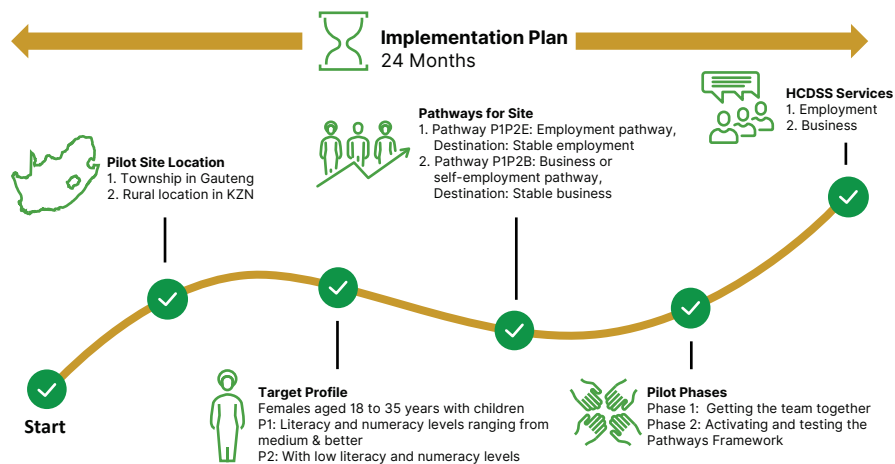 Implementation Plan
24 Months
Pilot Site Location
1. Township in Gauteng
2. Rural location in KZN
Pathways for Site
1. Pathway P1P2E: Employment pathway,
Destination: Stable employment
2. Pathway P1P2B: Business or
self-employment pathway,
Destination: Stable business
HCDSS Services
1. Employment
2. Business
Start
Target Profile
Females aged 18 to 35 years with children
P1: Literacy and numeracy levels ranging from
medium & better
P2: With low literacy and numeracy levels
Pilot Phases
Phase 1: Getting the team together
Phase 2: Activating and testing the
Pathways Framework